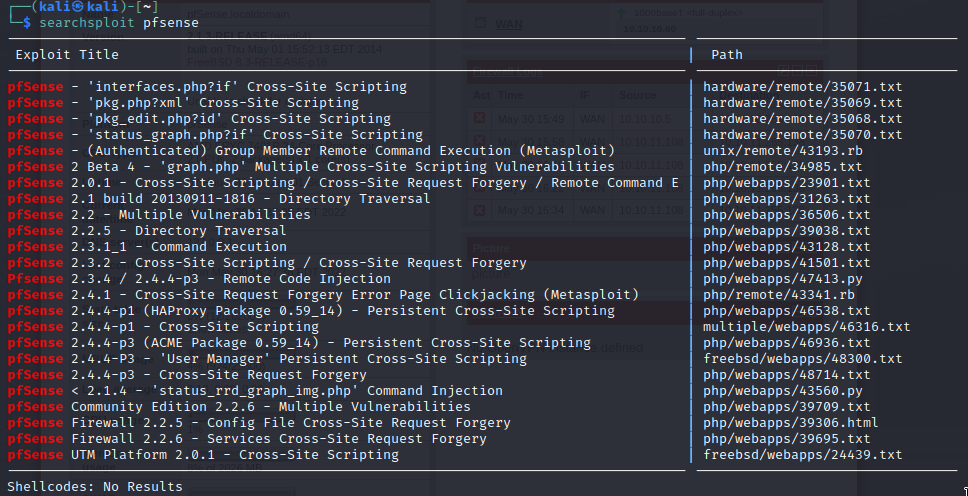 ┌──(kali㉿kali)-[~]
└─$ searchsploit pfsense
Exploit Title | Path
pfSense - 'interfaces.php?if' Cross-Site Scripting | hardware/remote/35071.txt
pfSense - 'pkg.php?xml' Cross-Site Scripting | hardware/remote/35069.txt
pfSense - 'pkg_edit.php?id' Cross-Site Scripting | hardware/remote/35068.txt
pfSense - 'status_graph.php?if' Cross-Site Scripting | hardware/remote/35070.txt
pfSense - (Authenticated) Group Member Remote Command Execution (Metasploit) | unix/remote/43193.rb
pfSense 2 Beta 4 - 'graph.php' Multiple Cross-Site Scripting Vulnerabilities | php/remote/34985.txt
pfSense 2.0.1 - Cross-Site Scripting / Cross-Site Request Forgery / Remote Command E | php/webapps/23901.txt
pfSense 2.1 build 20130911-1816 - Directory Traversal | php/webapps/31263.txt
pfSense 2.2 - Multiple Vulnerabilities | php/webapps/36506.txt
pfSense 2.2.5 - Directory Traversal | php/webapps/39038.txt
pfSense 2.3.1_1 - Command Execution | php/webapps/43128.txt
pfSense 2.3.2 - Cross-Site Scripting / Cross-Site Request Forgery | php/webapps/41501.txt
pfSense 2.3.4 / 2.4.4-p3 - Remote Code Injection | php/webapps/47413.py
pfSense 2.4.1 - Cross-Site Request Forgery Error Page Clickjacking (Metasploit) | php/remote/43341.rb
pfSense 2.4.4-p1 (HAProxy Package 0.59_14) - Persistent Cross-Site Scripting | php/webapps/46538.txt
pfSense 2.4.4-p1 - Cross-Site Scripting | multiple/webapps/46316.txt
pfSense 2.4.4-p3 (ACME Package 0.59_14) - Persistent Cross-Site Scripting | php/webapps/46936.txt
pfSense 2.4.4-P3 - 'User Manager' Persistent Cross-Site Scripting | freebsd/webapps/48300.txt
pfSense 2.4.4-p3 - Cross-Site Request Forgery | php/webapps/48714.txt
pfSense < 2.1.4 - 'status_rrd_graph_img.php' Command Injection | php/webapps/43560.py
pfSense Community Edition 2.2.6 - Multiple Vulnerabilities | php/webapps/39709.txt
pfSense Firewall 2.2.5 - Config File Cross-Site Request Forgery | php/webapps/39306.html
pfSense Firewall 2.2.6 - Services Cross-Site Request Forgery | php/webapps/39695.txt
pfSense UTM Platform 2.0.1 - Cross-Site Scripting | freebsd/webapps/24439.txt
Shellcodes: No Results